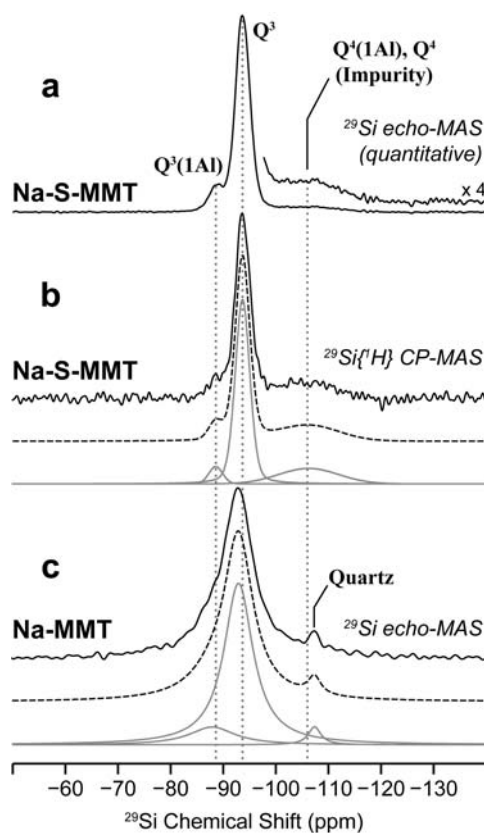 Q³
a
Q⁴(1Al), Q⁴
(Impurity)
²⁹Si echo-MAS
(quantitative)
Q³(1Al)
Na-S-MMT
x 4
b
Na-S-MMT
²⁹Si{¹H} CP-MAS
c
Quartz
Na-MMT
²⁹Si echo-MAS
−60 −70 −80 −90 −100 −110 −120 −130
²⁹Si Chemical Shift (ppm)